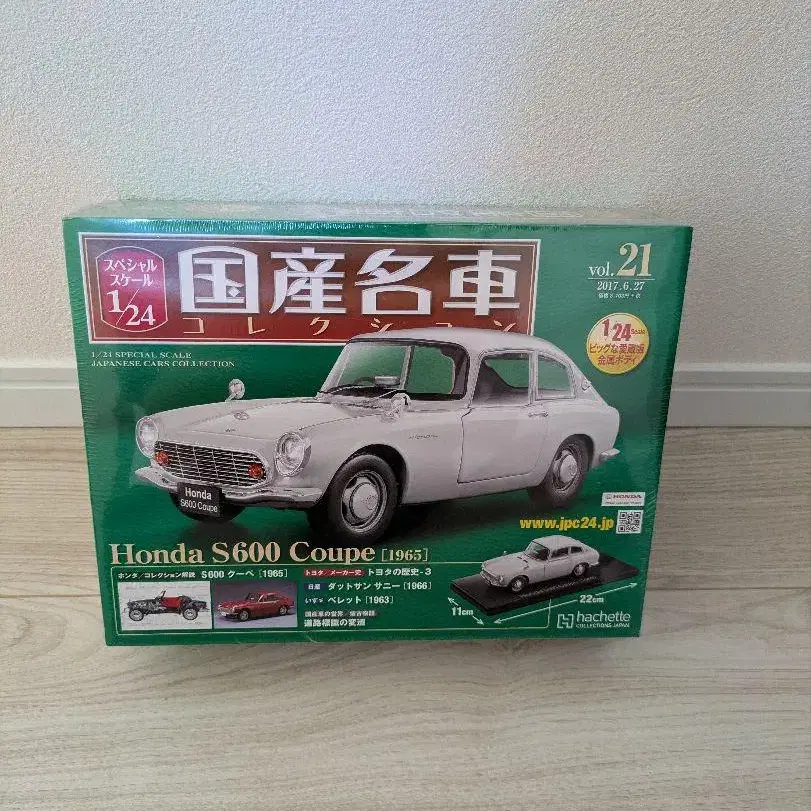 スペシャル
スケール
1/24
国産名車
コレクション
1/24 SPECIAL SCALE
JAPANESE CARS COLLECTION
vol.21
2017.6.27
1/24 Scale
ビッグな愛蔵版
金属ボディ
Honda
S600 Coupe
HONDA
www.jpc24.jp
Honda S600 Coupe [1965]
ホンダ/コレクション解説 S600 クーペ [1965]
トヨタ/メーカー史 トヨタの歴史-3
日産 ダットサン サニー [1966]
いすゞ ベレット [1963]
道路標識の変遷
11cm
22cm
hachette
COLLECTIONS JAPAN